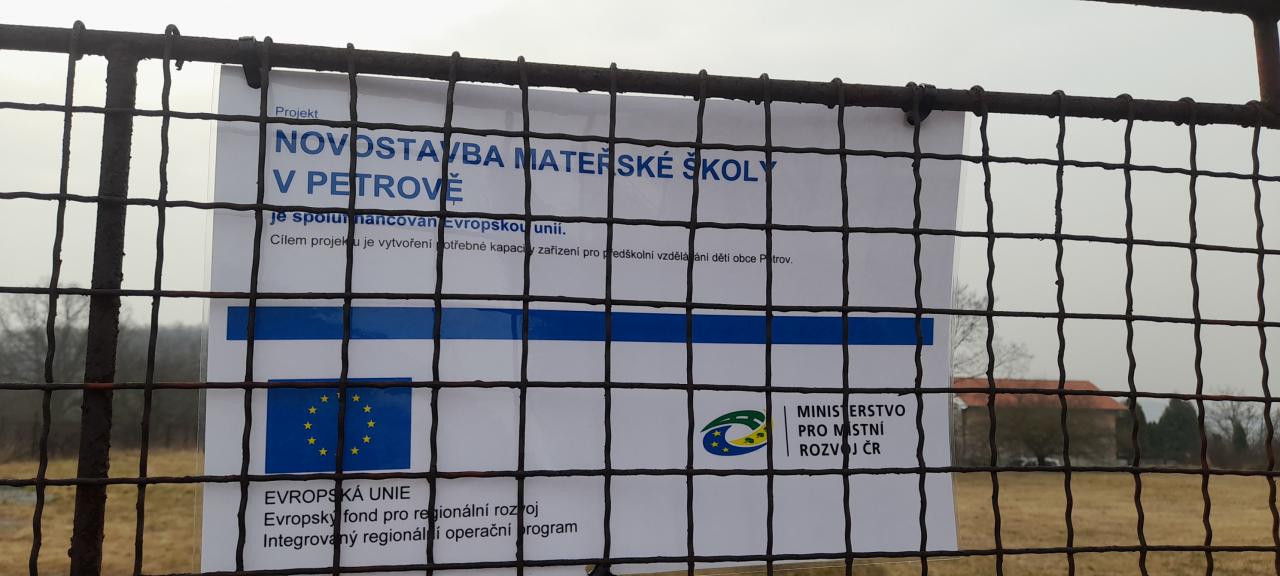 Projekt
NOVOSTAVBA MATEŘSKÉ ŠKOLY
V PETROVĚ
je spolufinancován Evropskou unii.
Cílem projektu je vytvoření potřebné kapacity zařízení pro předškolní vzdělávání dětí obce Petrov.
EVROPSKÁ UNIE
Evropský fond pro regionální rozvoj
Integrovaný regionální operační program
MINISTERSTVO
PRO MÍSTNÍ
ROZVOJ ČR